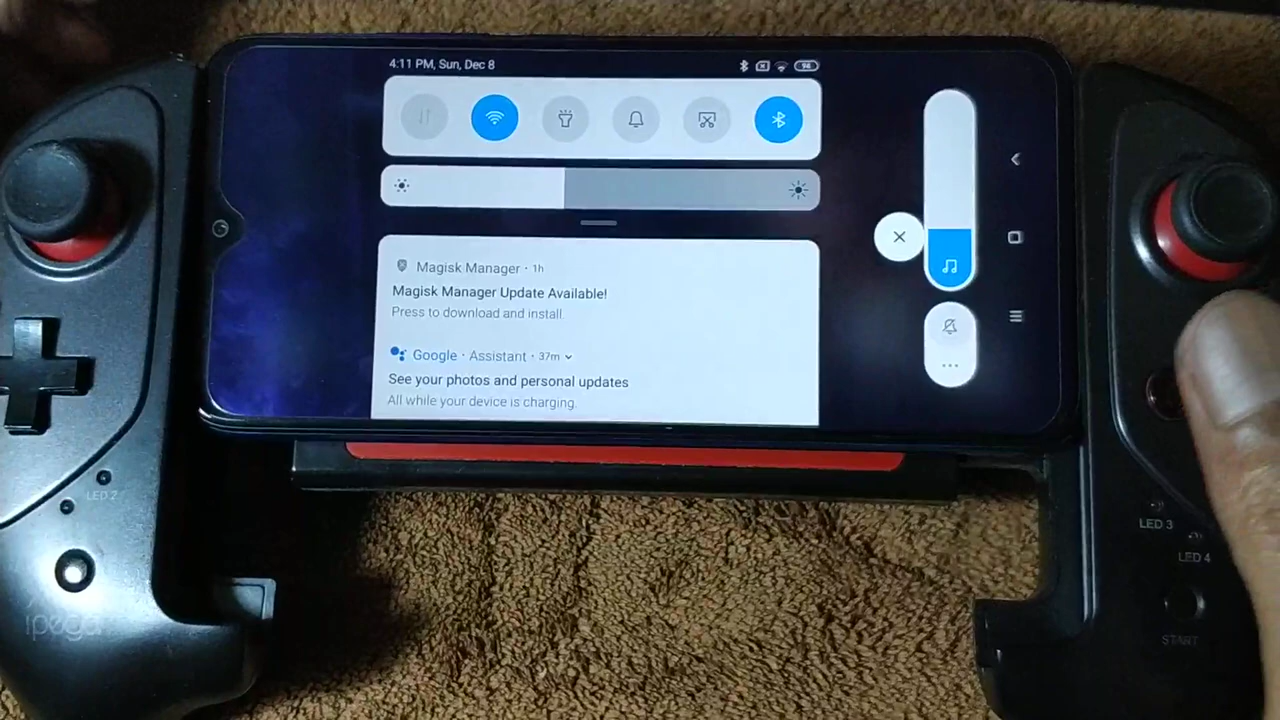 4:11 PM, Sun, Dec 8
94
Magisk Manager · 1h
Magisk Manager Update Available!
Press to download and install.
Google · Assistant · 37m
See your photos and personal updates
All while your device is charging.
LED 2
ipega
LED 3
LED 4
START